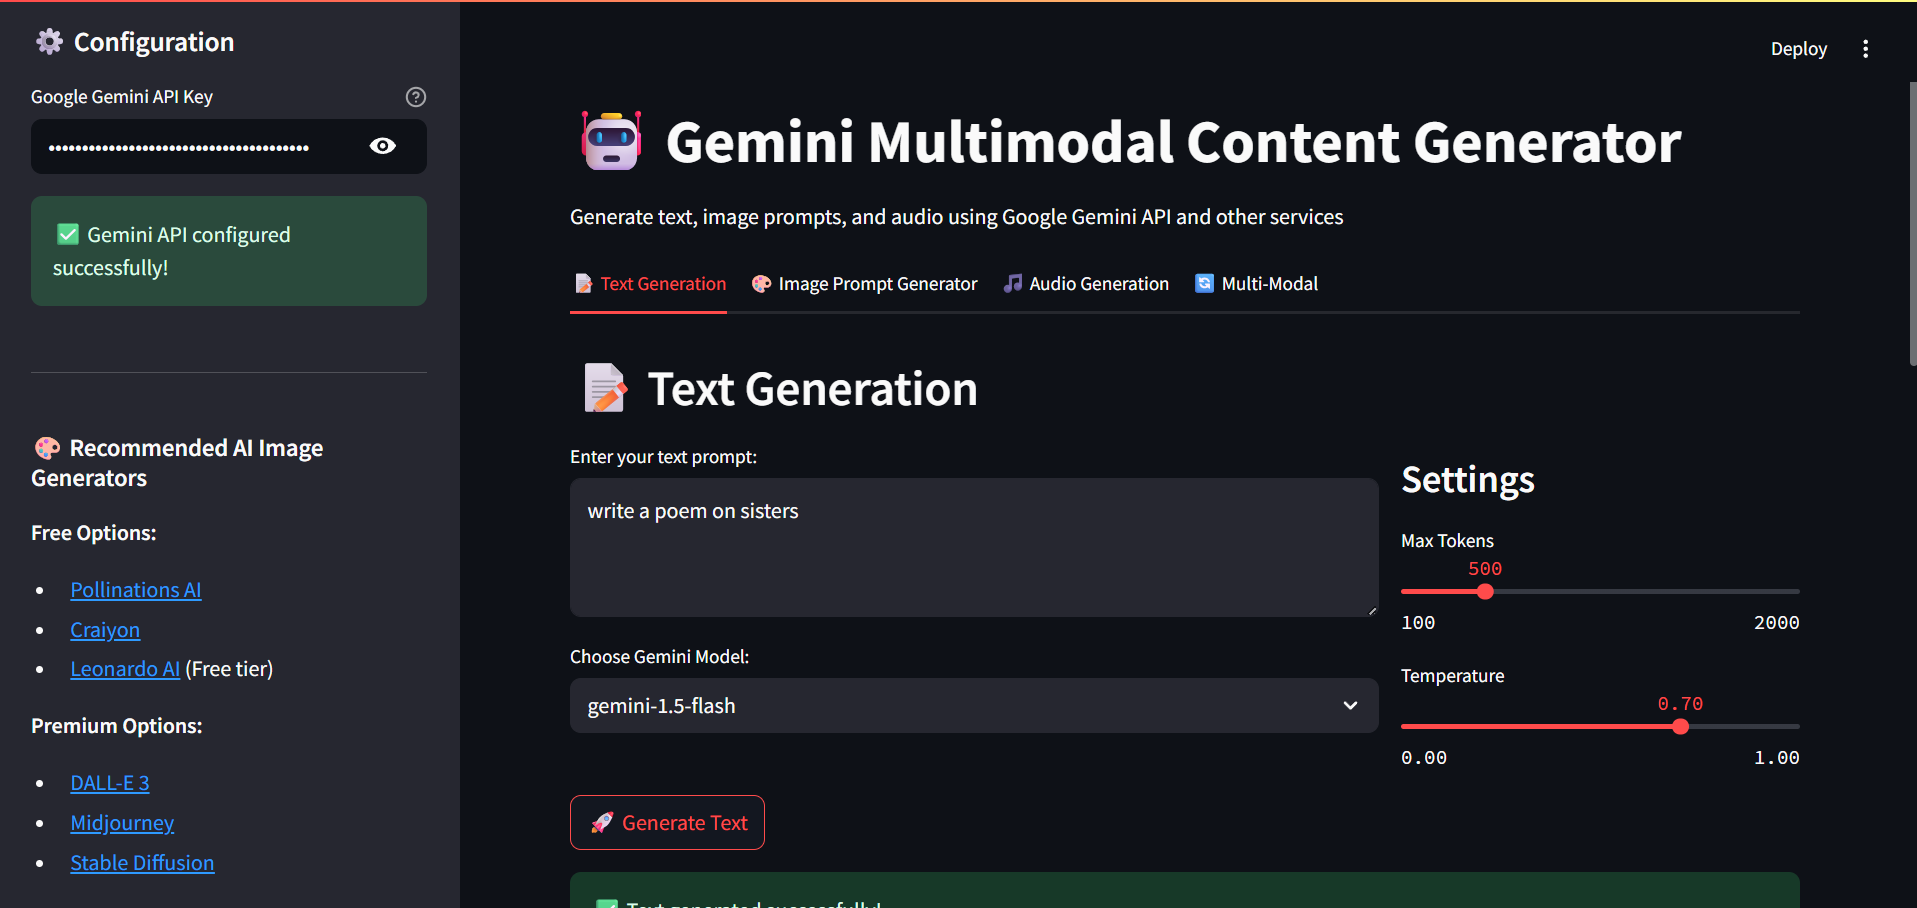 Configuration
Google Gemini API Key
Gemini API configured
successfully!
Recommended AI Image
Generators
Free Options:
Pollinations AI
Craiyon
Leonardo AI (Free tier)
Premium Options:
DALL-E 3
Midjourney
Stable Diffusion
Deploy
Gemini Multimodal Content Generator
Generate text, image prompts, and audio using Google Gemini API and other services
Text Generation
Image Prompt Generator
Audio Generation
Multi-Modal
Text Generation
Enter your text prompt:
write a poem on sisters
Choose Gemini Model:
gemini-1.5-flash
Generate Text
Settings
Max Tokens
500
100
2000
Temperature
0.70
0.00
1.00
Text generated successfully!